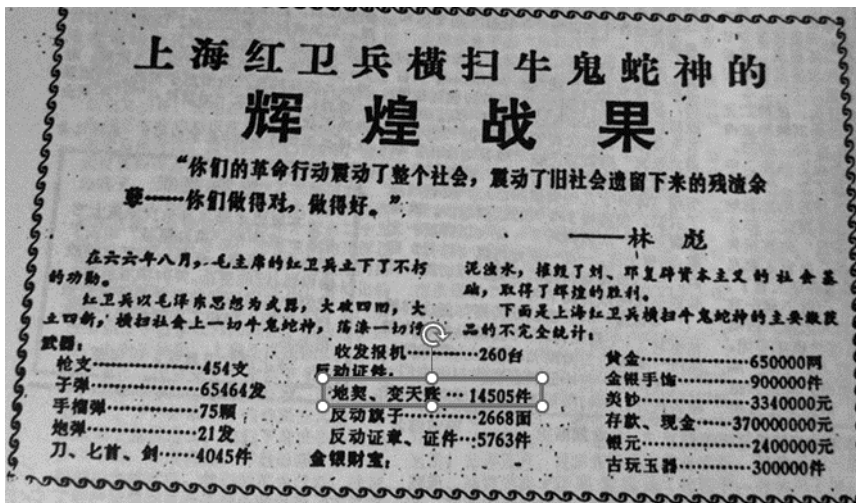 上海红卫兵横扫牛鬼蛇神的
辉煌战果
“你们的革命行动震动了整个社会，震动了旧社会遗留下来的残渣余
孽——你们做得对，做得好。”
——林 彪
在六六年八月，毛主席的红卫兵立下了不朽
的功勋。
红卫兵以毛泽东思想为武器，大破四旧，大
立四新，横扫社会上一切牛鬼蛇神，荡涤一切污
泥浊水，摧毁了刘、邓复辟资本主义的社会基
础，取得了辉煌的胜利。
下面是上海红卫兵横扫牛鬼蛇神的主要缴获
品的不完全统计：
武器：
枪支……454支
子弹……65464发
手榴弹……75颗
炮弹……21发
刀、匕首、剑……4045件
收发报机……260台
反动证件：
地契、变天账…14505件
反动旗子……2668面
反动证章、证件…5763件
金银财宝：
黄金……650000两
金银手饰……900000件
美钞……3340000元
存款、现金……370000000元
银元……2400000元
古玩玉器……300000件